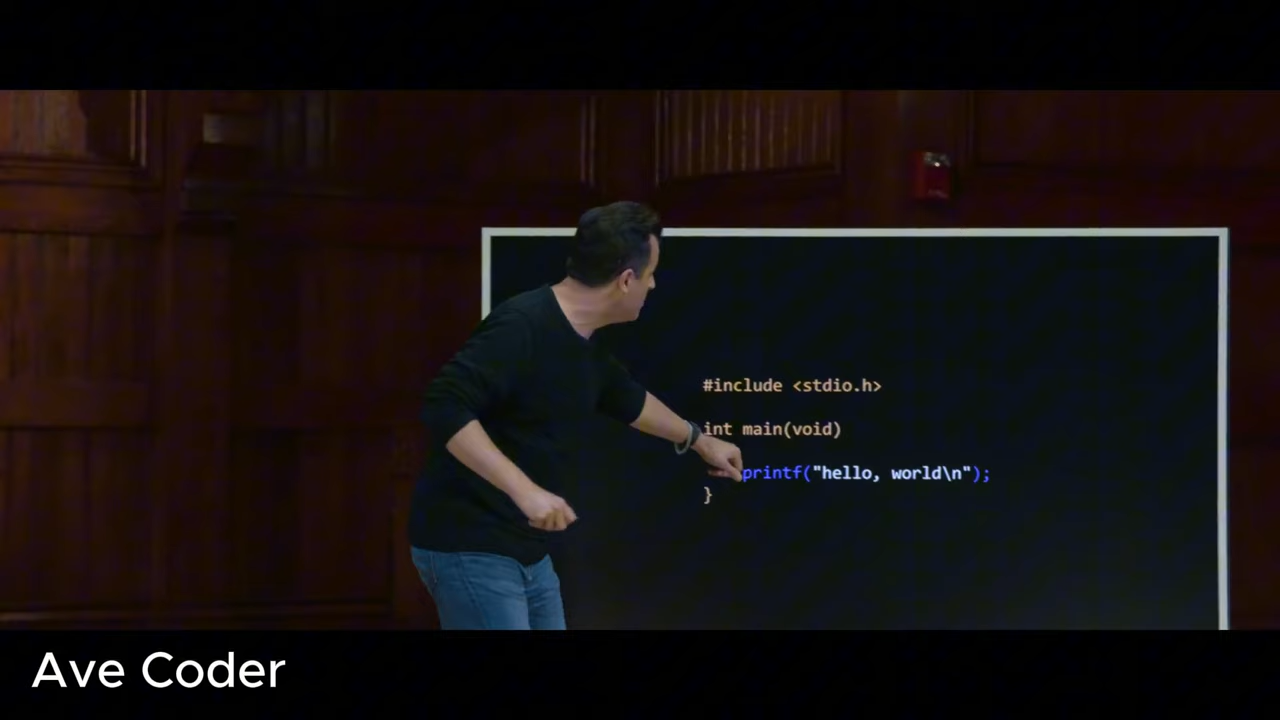 #include <stdio.h>
int main(void)
printf("hello, world\n");
}
Ave Coder